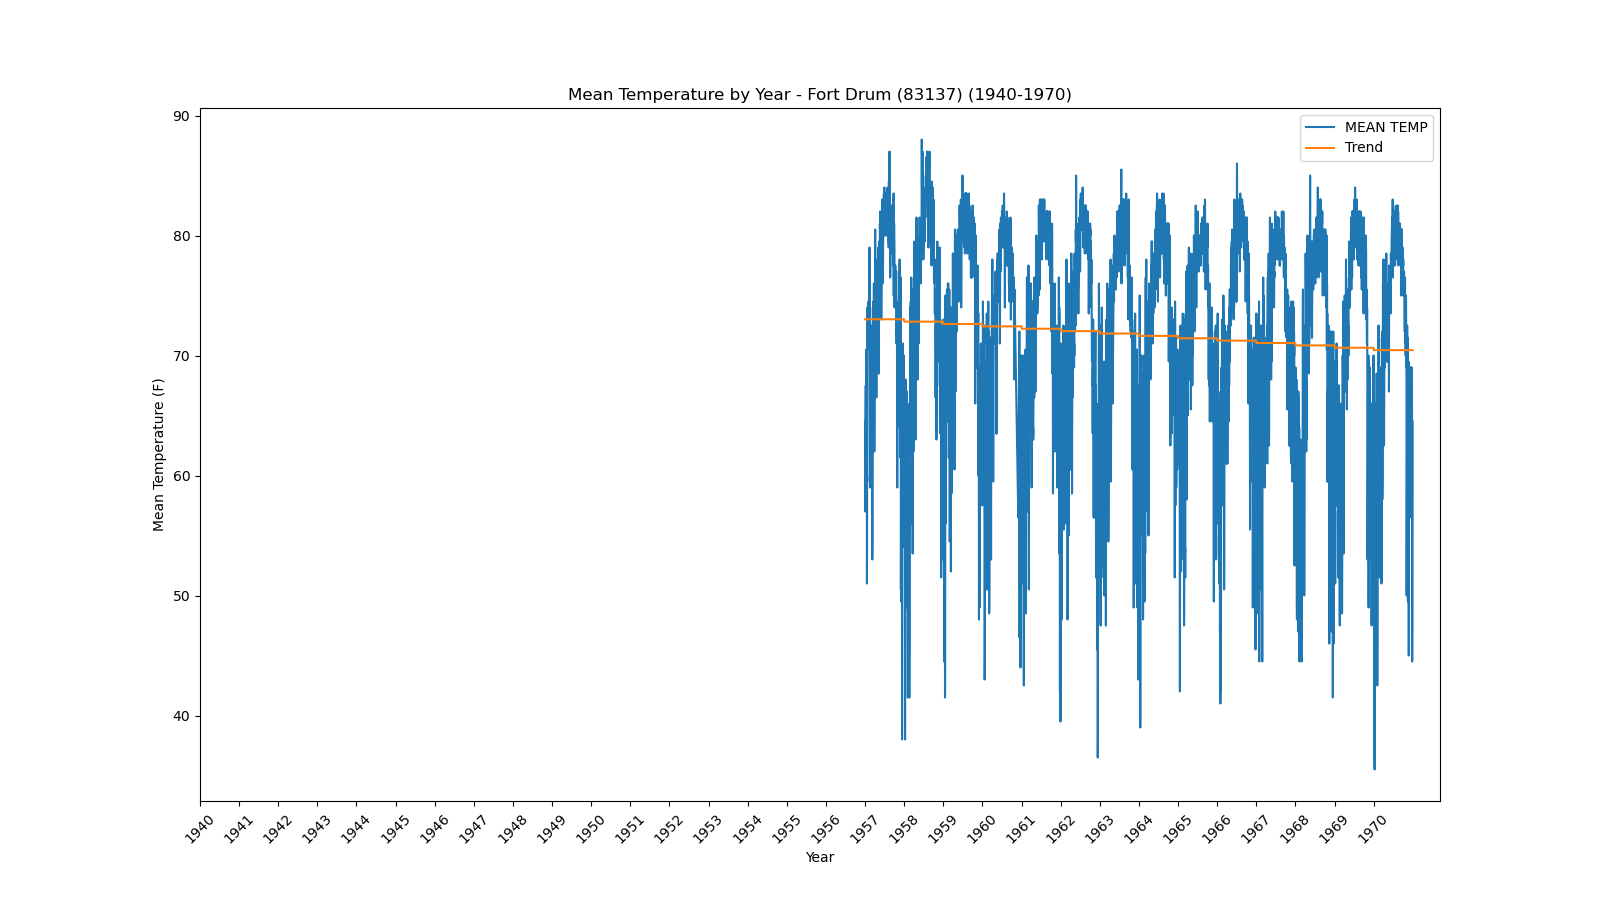 Mean Temperature by Year - Fort Drum (83137) (1940-1970)
MEAN TEMP
Trend
90
80
70
60
50
40
Mean Temperature (F)
1940 1941 1942 1943 1944 1945 1946 1947 1948 1949 1950 1951 1952 1953 1954 1955 1956 1957 1958 1959 1960 1961 1962 1963 1964 1965 1966 1967 1968 1969 1970
Year